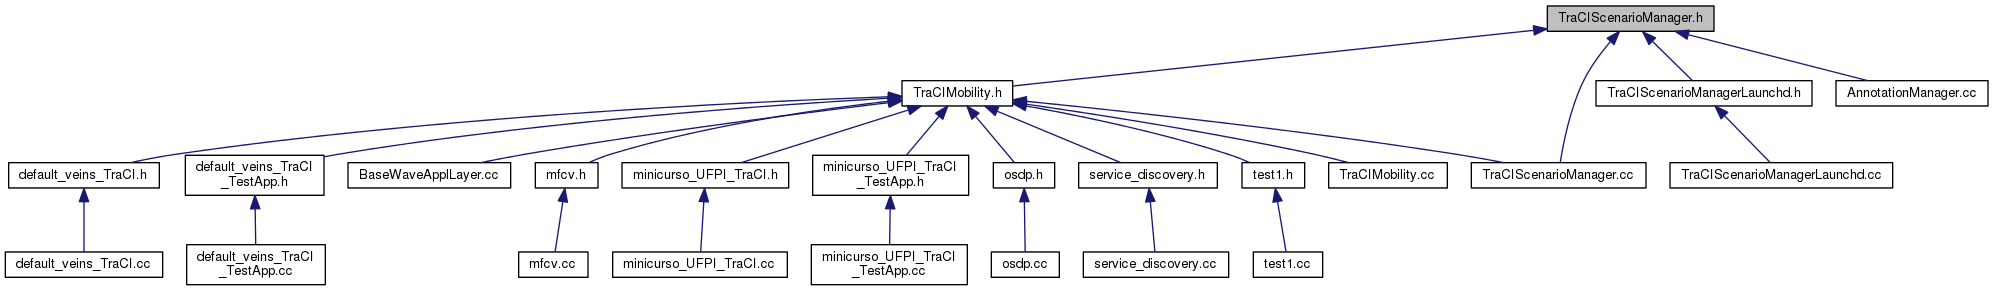 TraCIScenarioManager.h
TraCIMobility.h
TraCIScenarioManagerLaunchd.h
AnnotationManager.cc
default_veins_TraCI.h
default_veins_TraCI
_TestApp.h
BaseWaveApplLayer.cc
mfcv.h
minicurso_UFPI_TraCI.h
minicurso_UFPI_TraCI
_TestApp.h
osdp.h
service_discovery.h
test1.h
TraCIMobility.cc
TraCIScenarioManager.cc
TraCIScenarioManagerLaunchd.cc
default_veins_TraCI.cc
default_veins_TraCI
_TestApp.cc
mfcv.cc
minicurso_UFPI_TraCI.cc
minicurso_UFPI_TraCI
_TestApp.cc
osdp.cc
service_discovery.cc
test1.cc